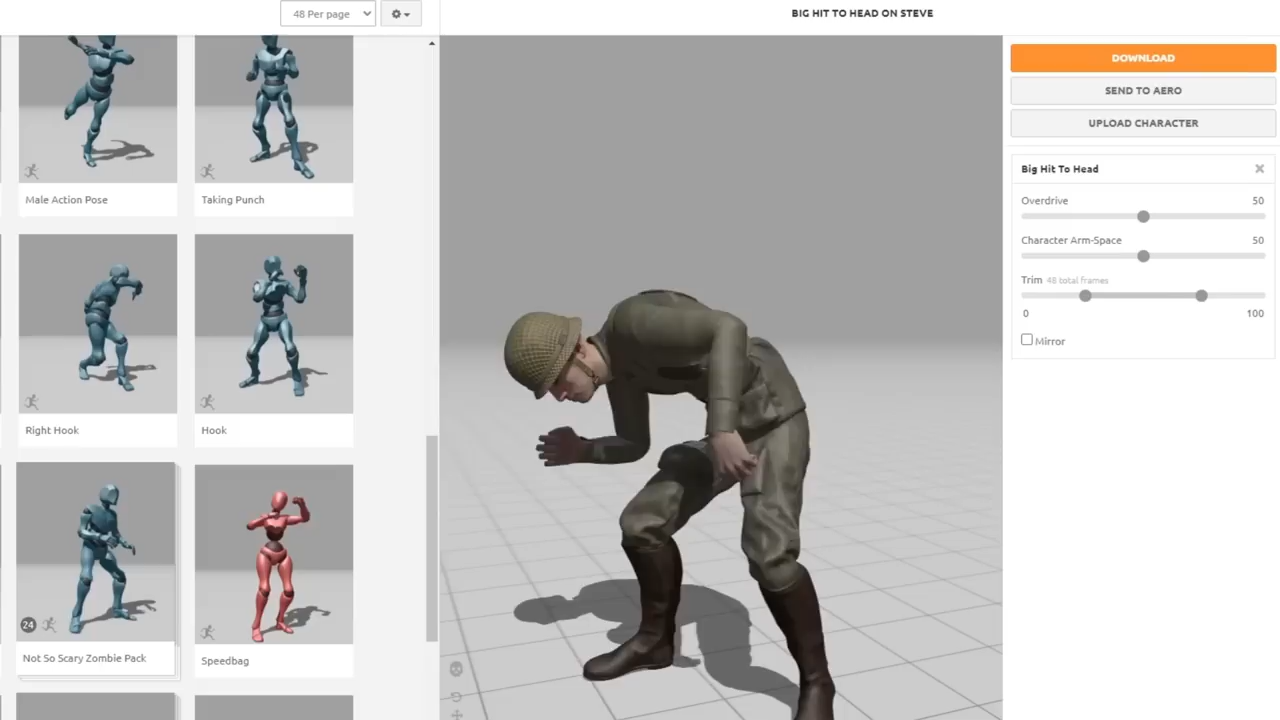 48 Per page
BIG HIT TO HEAD ON STEVE
Male Action Pose
Taking Punch
Right Hook
Hook
24
Not So Scary Zombie Pack
Speedbag
DOWNLOAD
SEND TO AERO
UPLOAD CHARACTER
Big Hit To Head
Overdrive 50
Character Arm-Space 50
Trim 48 total frames
0 100
Mirror